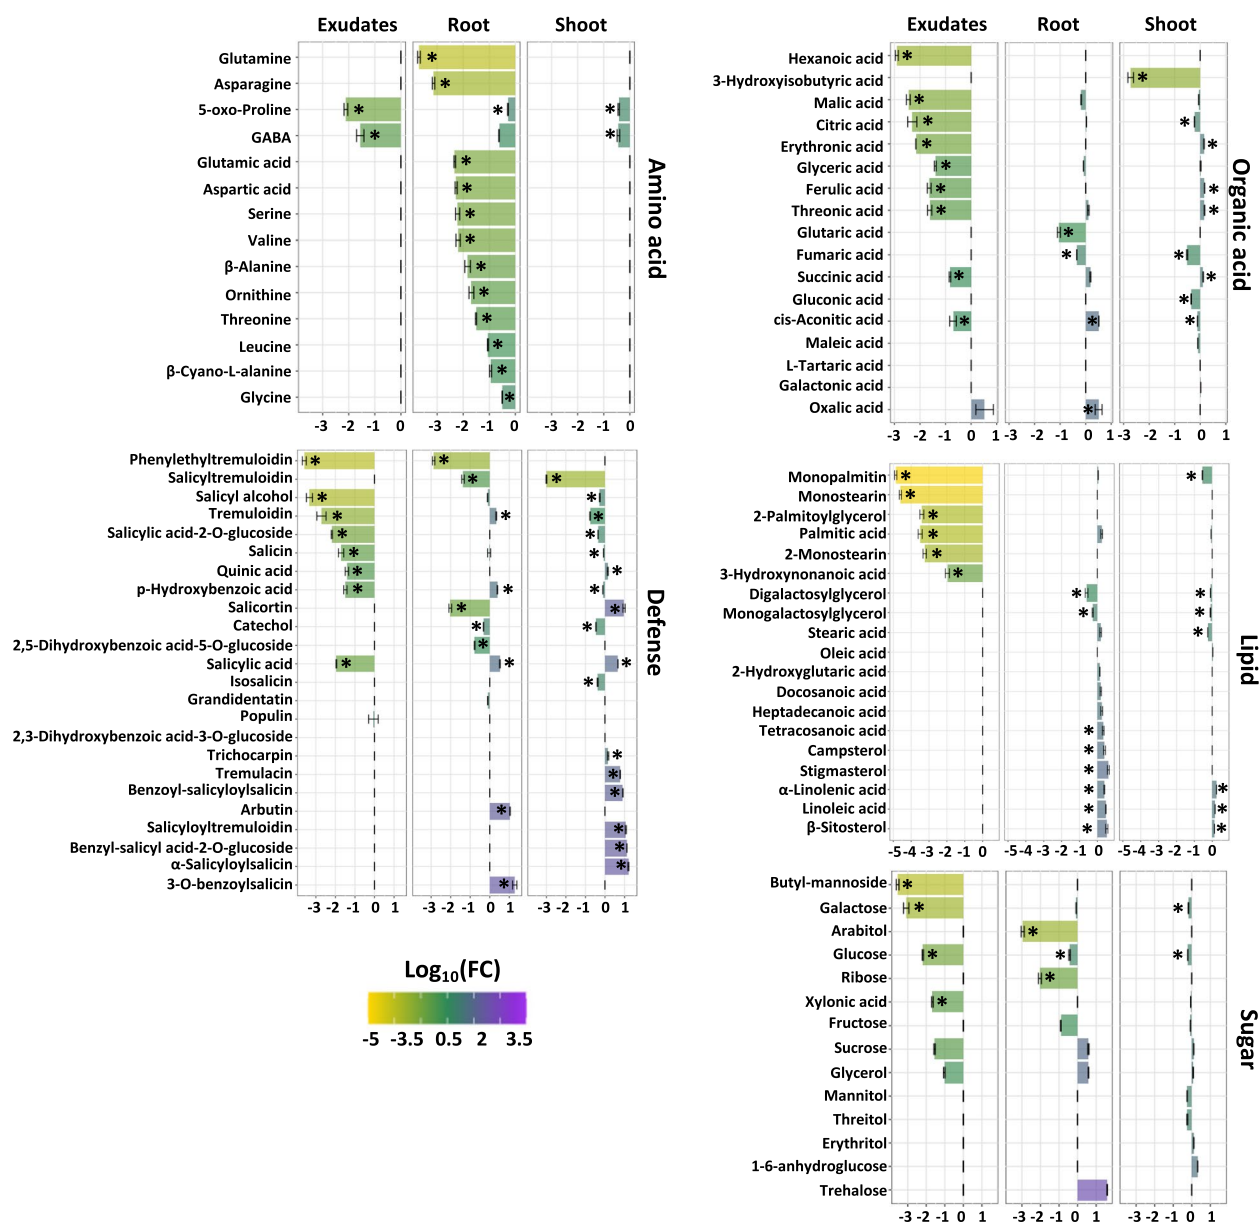 Exudates Root Shoot
Glutamine *
Asparagine *
5-oxo-Proline * * *
GABA * *
Glutamic acid *
Aspartic acid *
Serine *
Valine *
β-Alanine *
Ornithine *
Threonine *
Leucine *
β-Cyano-L-alanine *
Glycine *
-3 -2 -1 0 -3 -2 -1 0 -3 -2 -1 0
Amino acid
Phenylethyltremuloidin * *
Salicyltremuloidin * *
Salicyl alcohol * *
Tremuloidin * * *
Salicylic acid-2-O-glucoside * *
Salicin * *
Quinic acid * *
p-Hydroxybenzoic acid * * *
Salicortin * *
Catechol * *
2,5-Dihydroxybenzoic acid-5-O-glucoside *
Salicylic acid * * *
Isosalicin *
Grandidentatin
Populin
2,3-Dihydroxybenzoic acid-3-O-glucoside
Trichocarpin *
Tremulacin *
Benzoyl-salicyloylsalicin *
Arbutin *
Salicyloyltremuloidin *
Benzyl-salicyl acid-2-O-glucoside *
α-Salicyloylsalicin *
3-O-benzoylsalicin *
-3 -2 -1 0 1 -3 -2 -1 0 1 -3 -2 -1 0 1
Defense
Log10(FC)
-5 -3.5 0.5 2 3.5
Exudates Root Shoot
Hexanoic acid *
3-Hydroxyisobutyric acid *
Malic acid *
Citric acid * *
Erythronic acid * *
Glyceric acid *
Ferulic acid * *
Threonic acid * *
Glutaric acid *
Fumaric acid * *
Succinic acid * *
Gluconic acid *
cis-Aconitic acid * * *
Maleic acid
L-Tartaric acid
Galactonic acid
Oxalic acid *
-3 -2 -1 0 1 -3 -2 -1 0 1 -3 -2 -1 0 1
Organic acid
Monopalmitin * *
Monostearin *
2-Palmitoylglycerol *
Palmitic acid *
2-Monostearin *
3-Hydroxynonanoic acid *
Digalactosylglycerol * *
Monogalactosylglycerol * *
Stearic acid *
Oleic acid
2-Hydroxyglutaric acid
Docosanoic acid
Heptadecanoic acid
Tetracosanoic acid *
Campsterol *
Stigmasterol *
α-Linolenic acid * *
Linoleic acid * *
β-Sitosterol * *
-5 -4 -3 -2 -1 0 -5 -4 -3 -2 -1 0 -5 -4 -3 -2 -1 0
Lipid
Butyl-mannoside *
Galactose * *
Arabitol *
Glucose * * *
Ribose *
Xylonic acid *
Fructose
Sucrose
Glycerol
Mannitol
Threitol
Erythritol
1-6-anhydroglucose
Trehalose
-3 -2 -1 0 1 -3 -2 -1 0 1 -3 -2 -1 0 1
Sugar